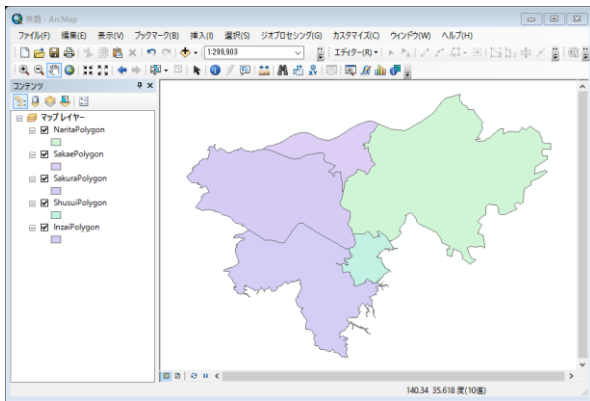 無題 - ArcMap
ファイル(F) 編集(E) 表示(V) ブックマーク(B) 挿入(I) 選択(S) ジオプロセシング(G) カスタマイズ(C) ウィンドウ(W) ヘルプ(H)
1:299,903
エディター(R)
コンテンツ
マップ レイヤー
NaritaPolygon
SakaePolygon
SakuraPolygon
ShusuiPolygon
InzaiPolygon
140.34 35.618 度(10進)